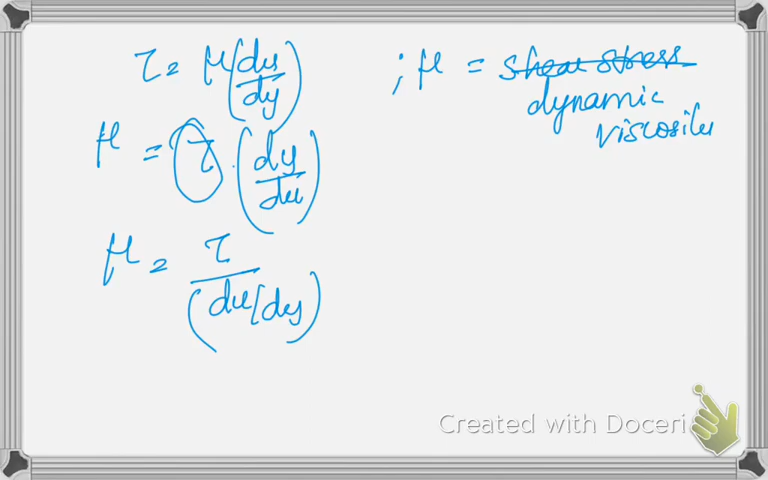 τ = μ(du/dy) ; μ = shear stress
dynamic
viscosity
μ = τ · (dy/du)
μ = τ/(du/dy)
Created with Doceri